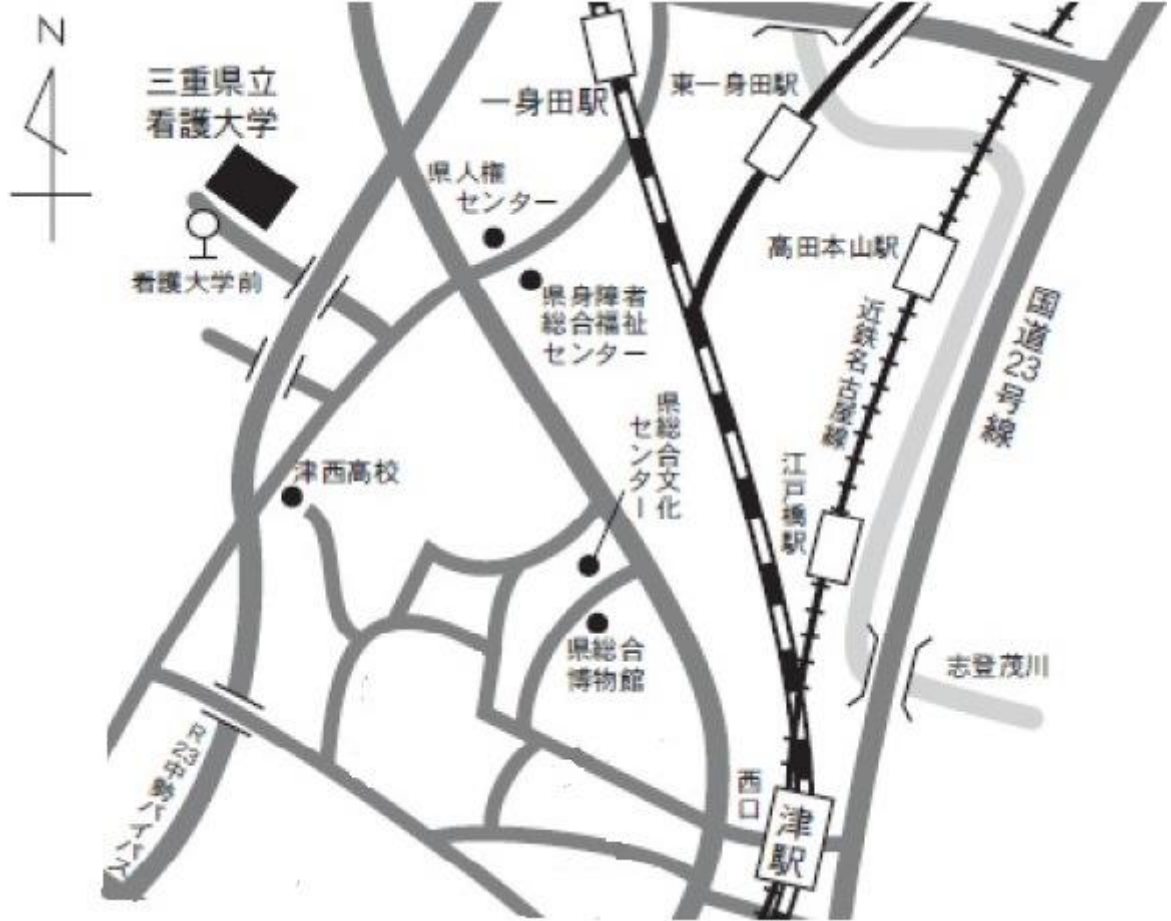 N
三重県立
看護大学
一身田駅
東一身田駅
県人権
センター
高田本山駅
看護大学前
県身障者
総合福祉
センター
近鉄名古屋線
国道23号線
県総合文化
センター
津西高校
江戸橋駅
県総合
博物館
志登茂川
R23中勢バイパス
西口
津駅